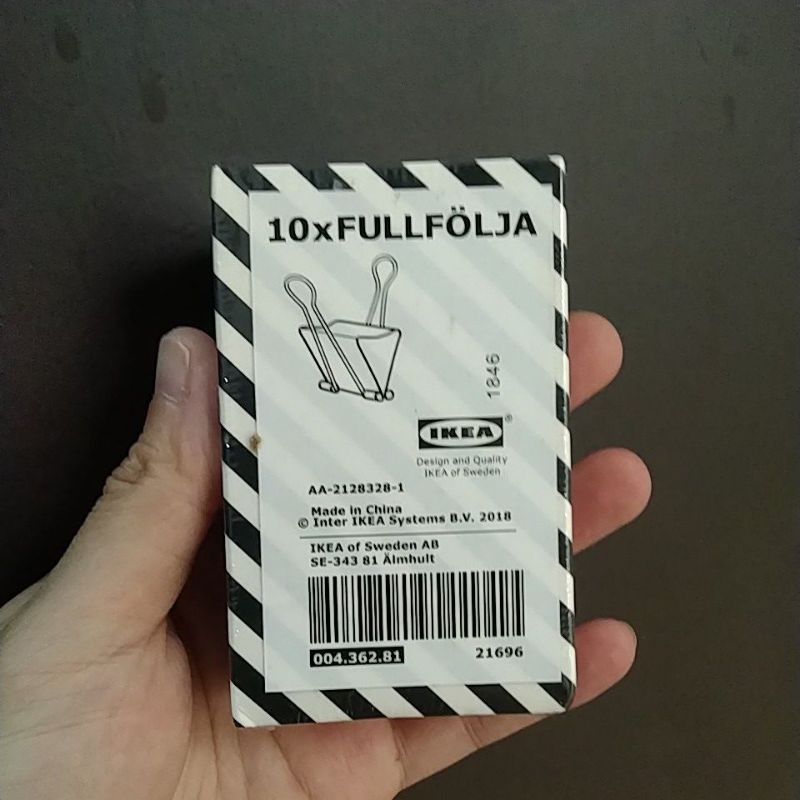 10xFULLFÖLJA
1846
IKEA®
Design and Quality
IKEA of Sweden
AA-2128328-1
Made in China
© Inter IKEA Systems B.V. 2018
IKEA of Sweden AB
SE-343 81 Älmhult
004.362.81 21696